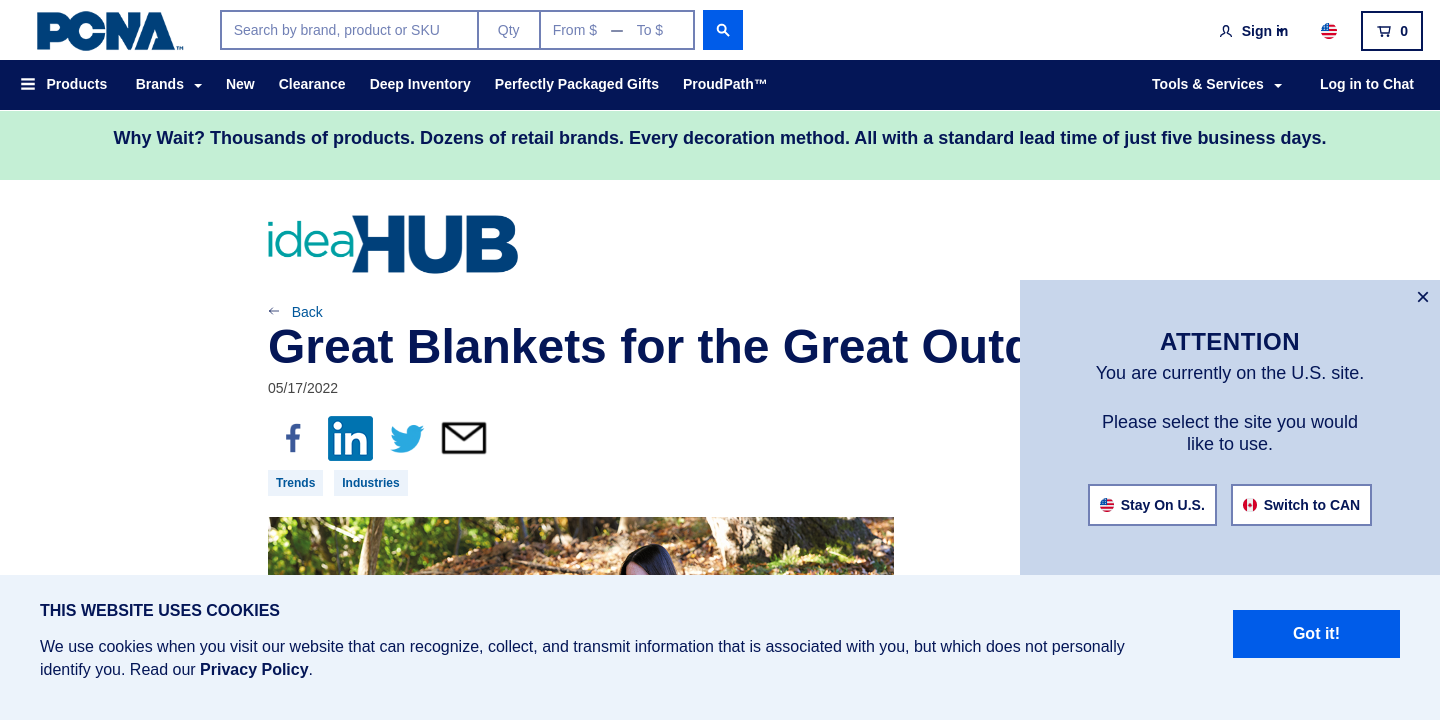 PCNA™
Search by brand, product or SKU
Qty
From $ — To $
Sign in
0
Products
Brands
New
Clearance
Deep Inventory
Perfectly Packaged Gifts
ProudPath™
Tools & Services
Log in to Chat
Why Wait? Thousands of products. Dozens of retail brands. Every decoration method. All with a standard lead time of just five business days.
ideaHUB
Back
Great Blankets for the Great
05/17/2022
in
Trends
Industries
×
ATTENTION
You are currently on the U.S. site.
Please select the site you would
like to use.
Stay On U.S.
Switch to CAN
THIS WEBSITE USES COOKIES
We use cookies when you visit our website that can recognize, collect, and transmit information that is associated with you, but which does not personally
identify you. Read our Privacy Policy.
Got it!